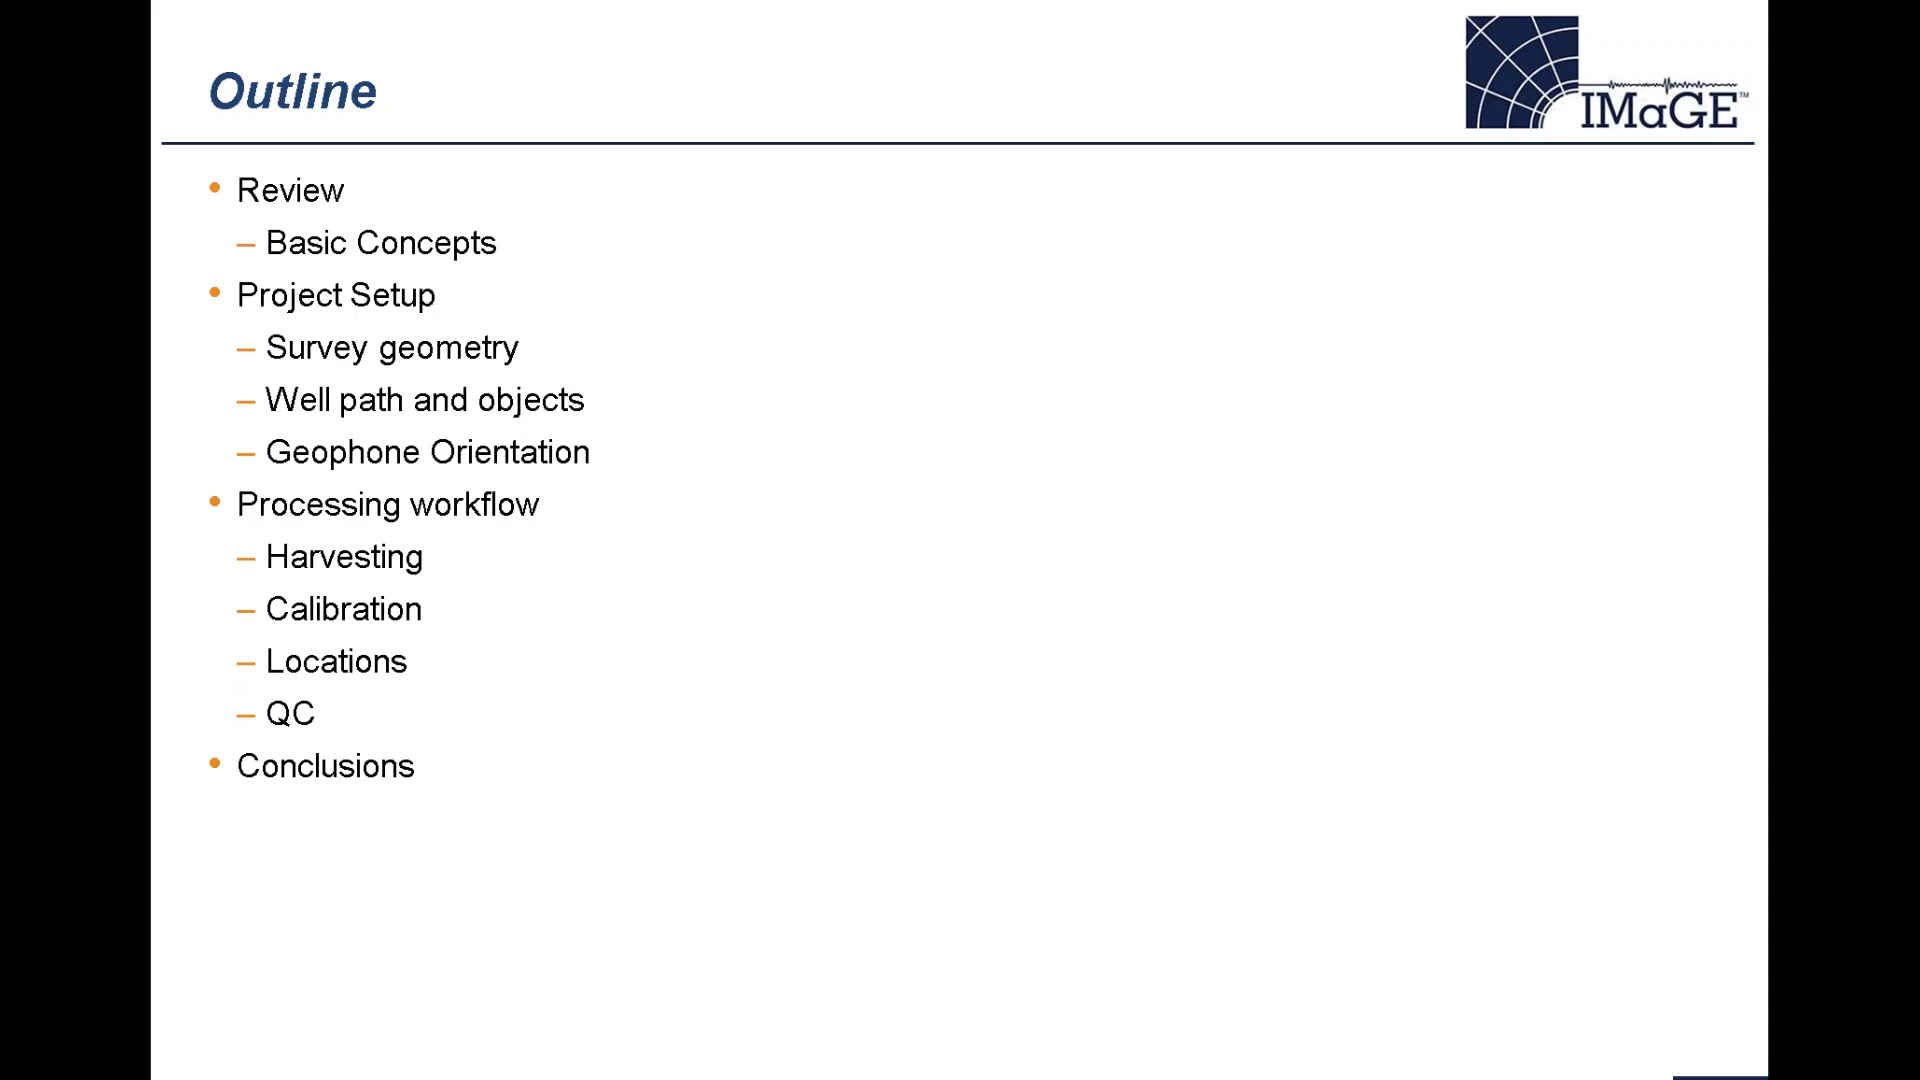 Outline
IMaGE™
• Review
– Basic Concepts
• Project Setup
– Survey geometry
– Well path and objects
– Geophone Orientation
• Processing workflow
– Harvesting
– Calibration
– Locations
– QC
• Conclusions